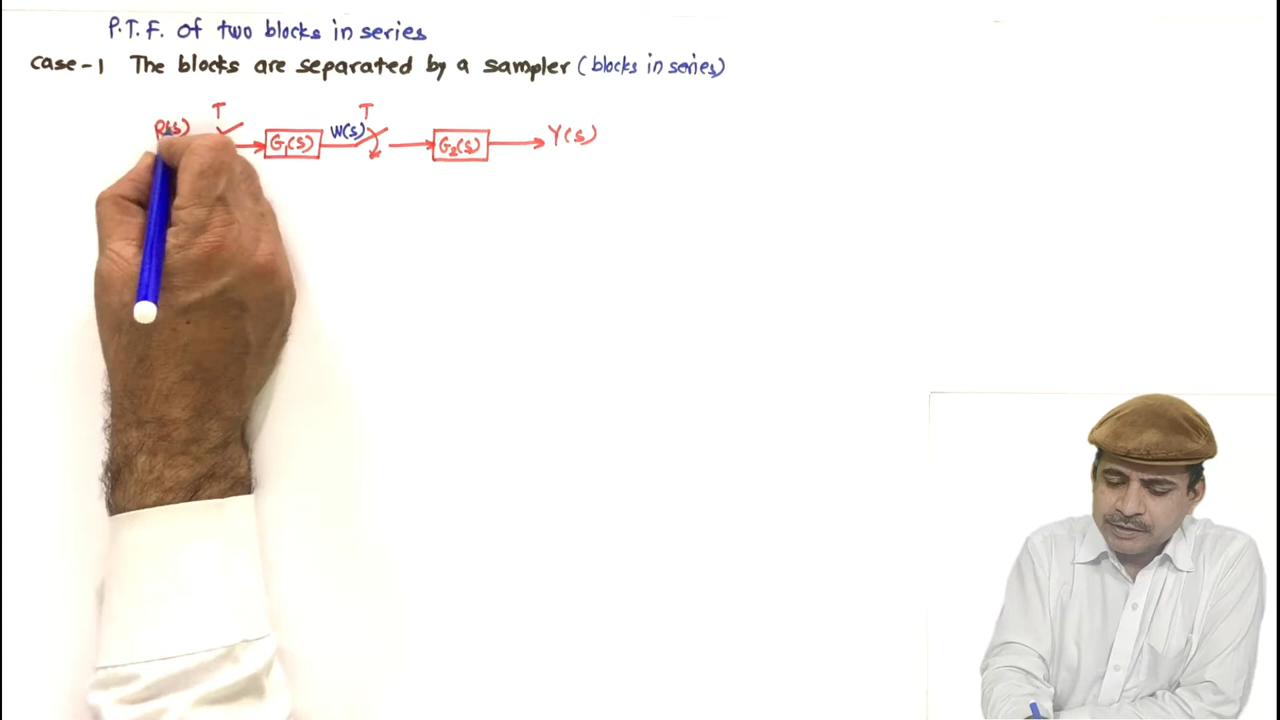 P.T.F. of two blocks in series
Case-1 The blocks are separated by a sampler (blocks in series)
T T
R(s) G₁(s) W(s) G₂(s) Y(s)